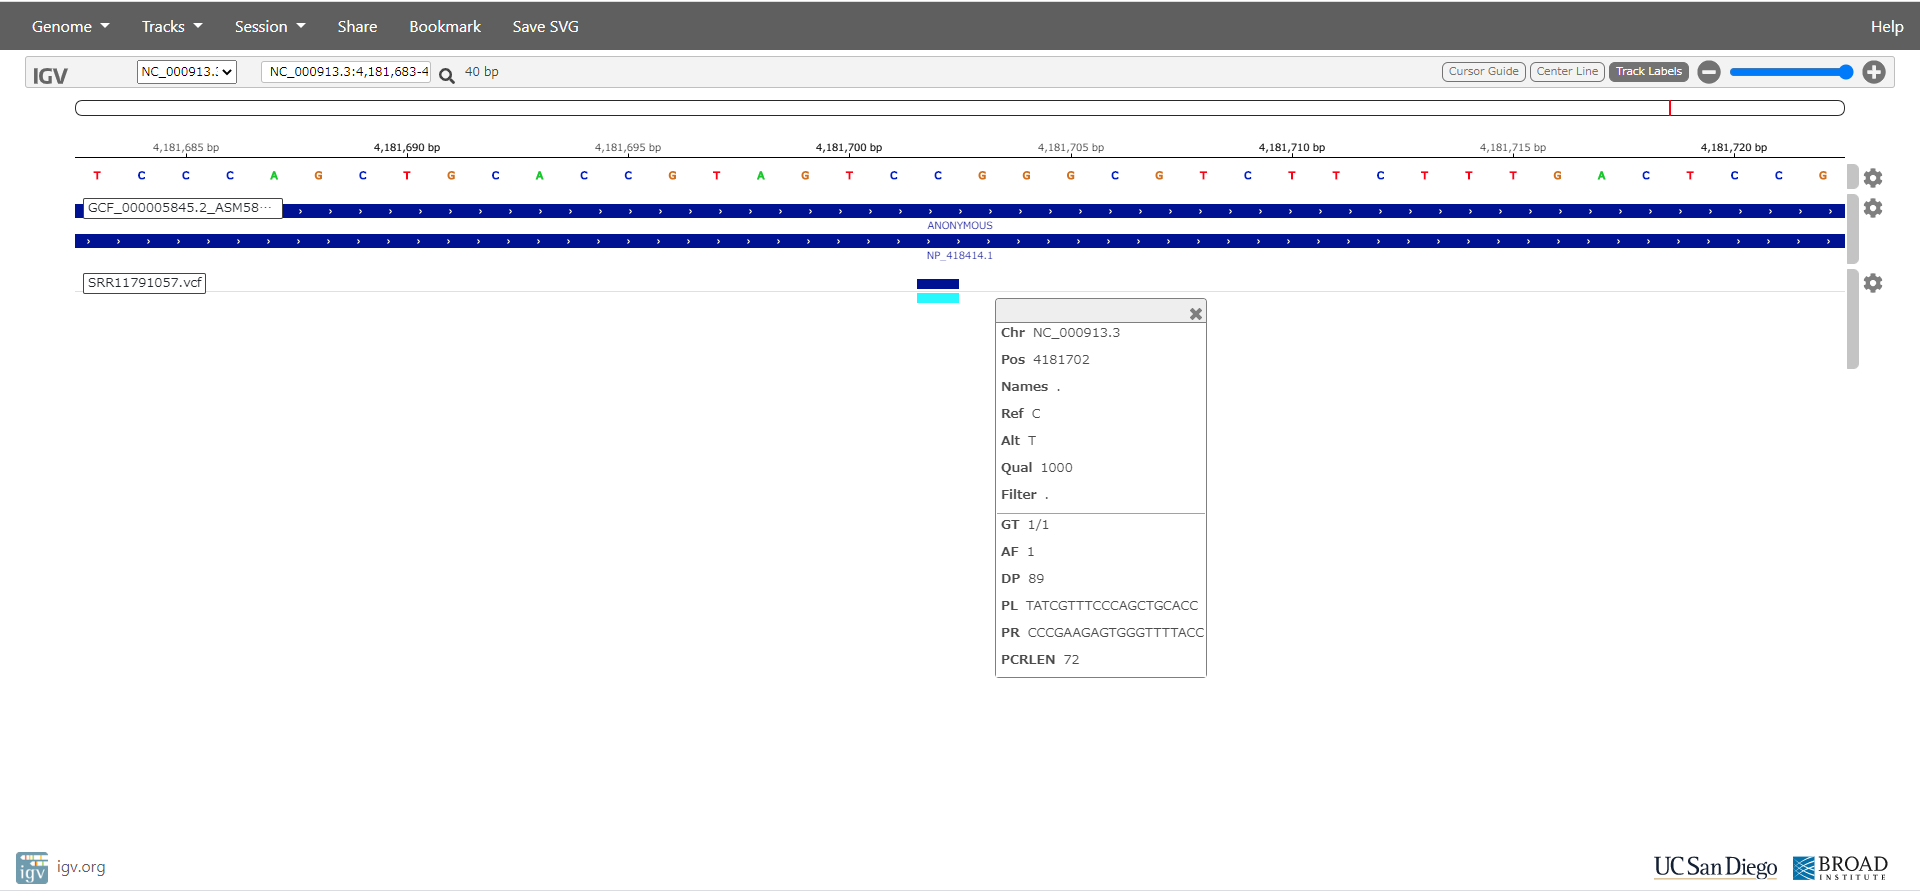 Genome Tracks Session Share Bookmark Save SVG Help
IGV NC_000913.3 NC_000913.3:4,181,683-4 40 bp Cursor Guide Center Line Track Labels
4,181,685 bp 4,181,690 bp 4,181,695 bp 4,181,700 bp 4,181,705 bp 4,181,710 bp 4,181,715 bp 4,181,720 bp
T C C C A G C T G C A C C G T A G T C C G G G C G T C T T C T T T G A C T C C G
GCF_000005845.2_ASM58···
ANONYMOUS
NP_418414.1
SRR11791057.vcf
Chr NC_000913.3
Pos 4181702
Names .
Ref C
Alt T
Qual 1000
Filter .
GT 1/1
AF 1
DP 89
PL TATCGTTTCCCAGCTGCACC
PR CCCGAAGAGTGGGTTTTACC
PCRLEN 72
igv igv.org UC San Diego BROAD
INSTITUTE